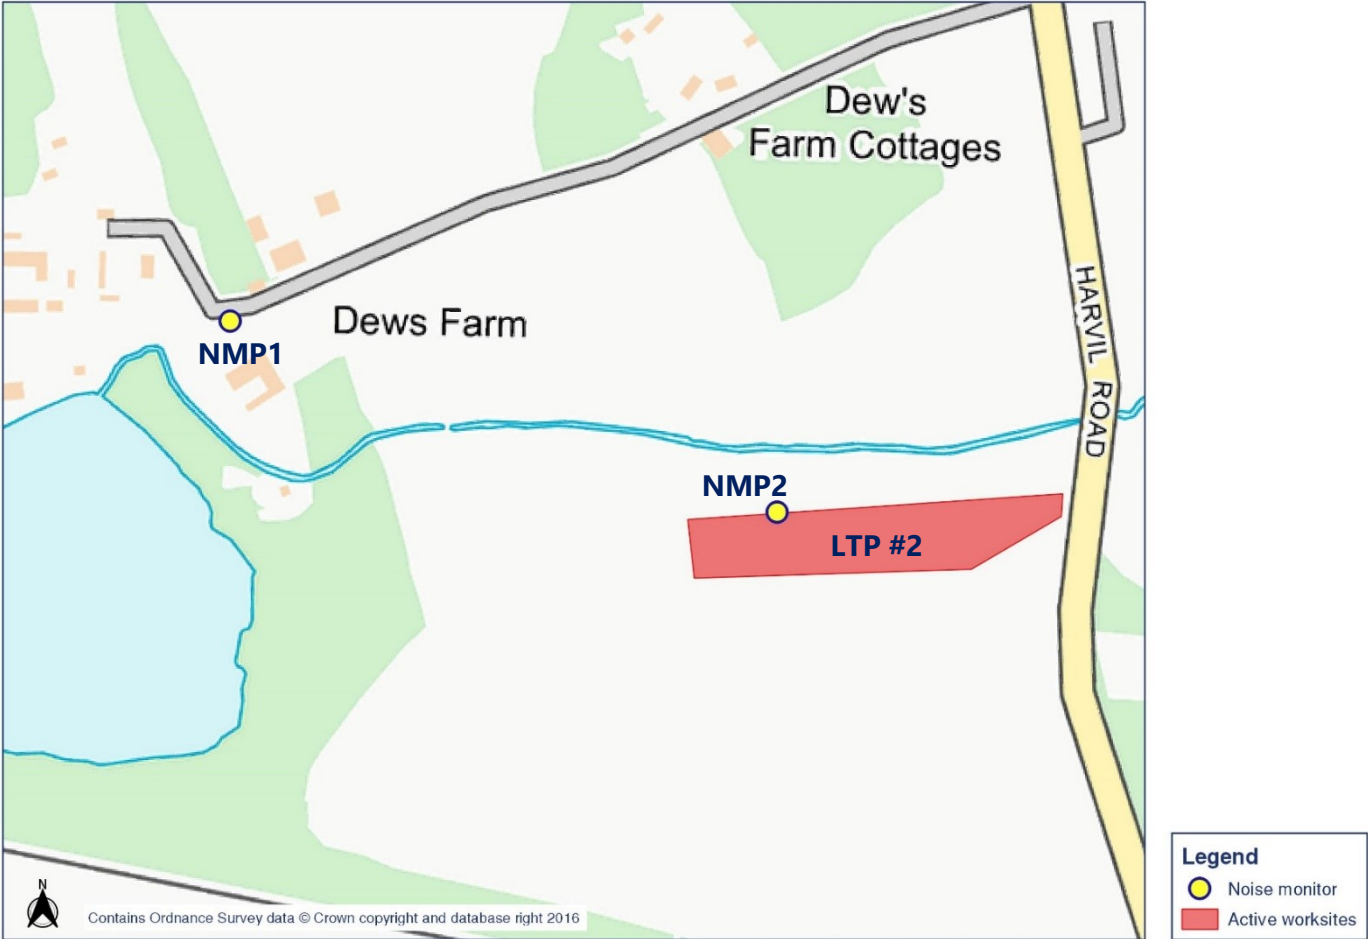 Dew's
Farm Cottages
HARVIL ROAD
Dews Farm
NMP1
NMP2
LTP #2
N
Contains Ordnance Survey data © Crown copyright and database right 2016
Legend
Noise monitor
Active worksites